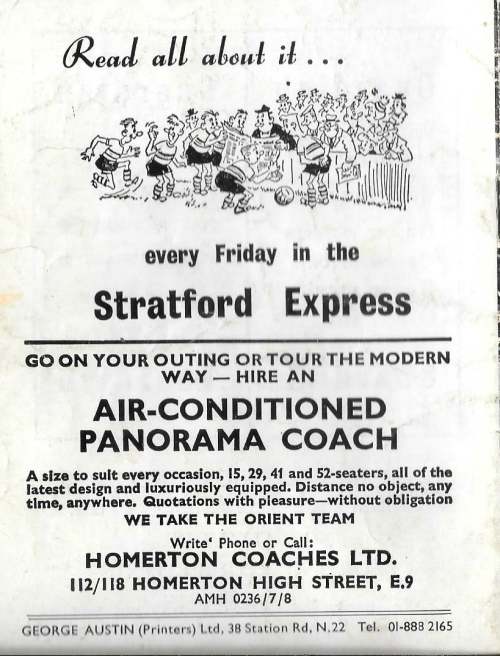 Read all about it ...
every Friday in the
Stratford Express
GO ON YOUR OUTING OR TOUR THE MODERN
WAY — HIRE AN
AIR-CONDITIONED
PANORAMA COACH
A size to suit every occasion, 15, 29, 41 and 52-seaters, all of the
latest design and luxuriously equipped. Distance no object, any
time, anywhere. Quotations with pleasure—without obligation
WE TAKE THE ORIENT TEAM
Write' Phone or Call:
HOMERTON COACHES LTD.
112/118 HOMERTON HIGH STREET, E.9
AMH 0236/7/8
GEORGE AUSTIN (Printers) Ltd, 38 Station Rd, N.22 Tel. 01-888 2165